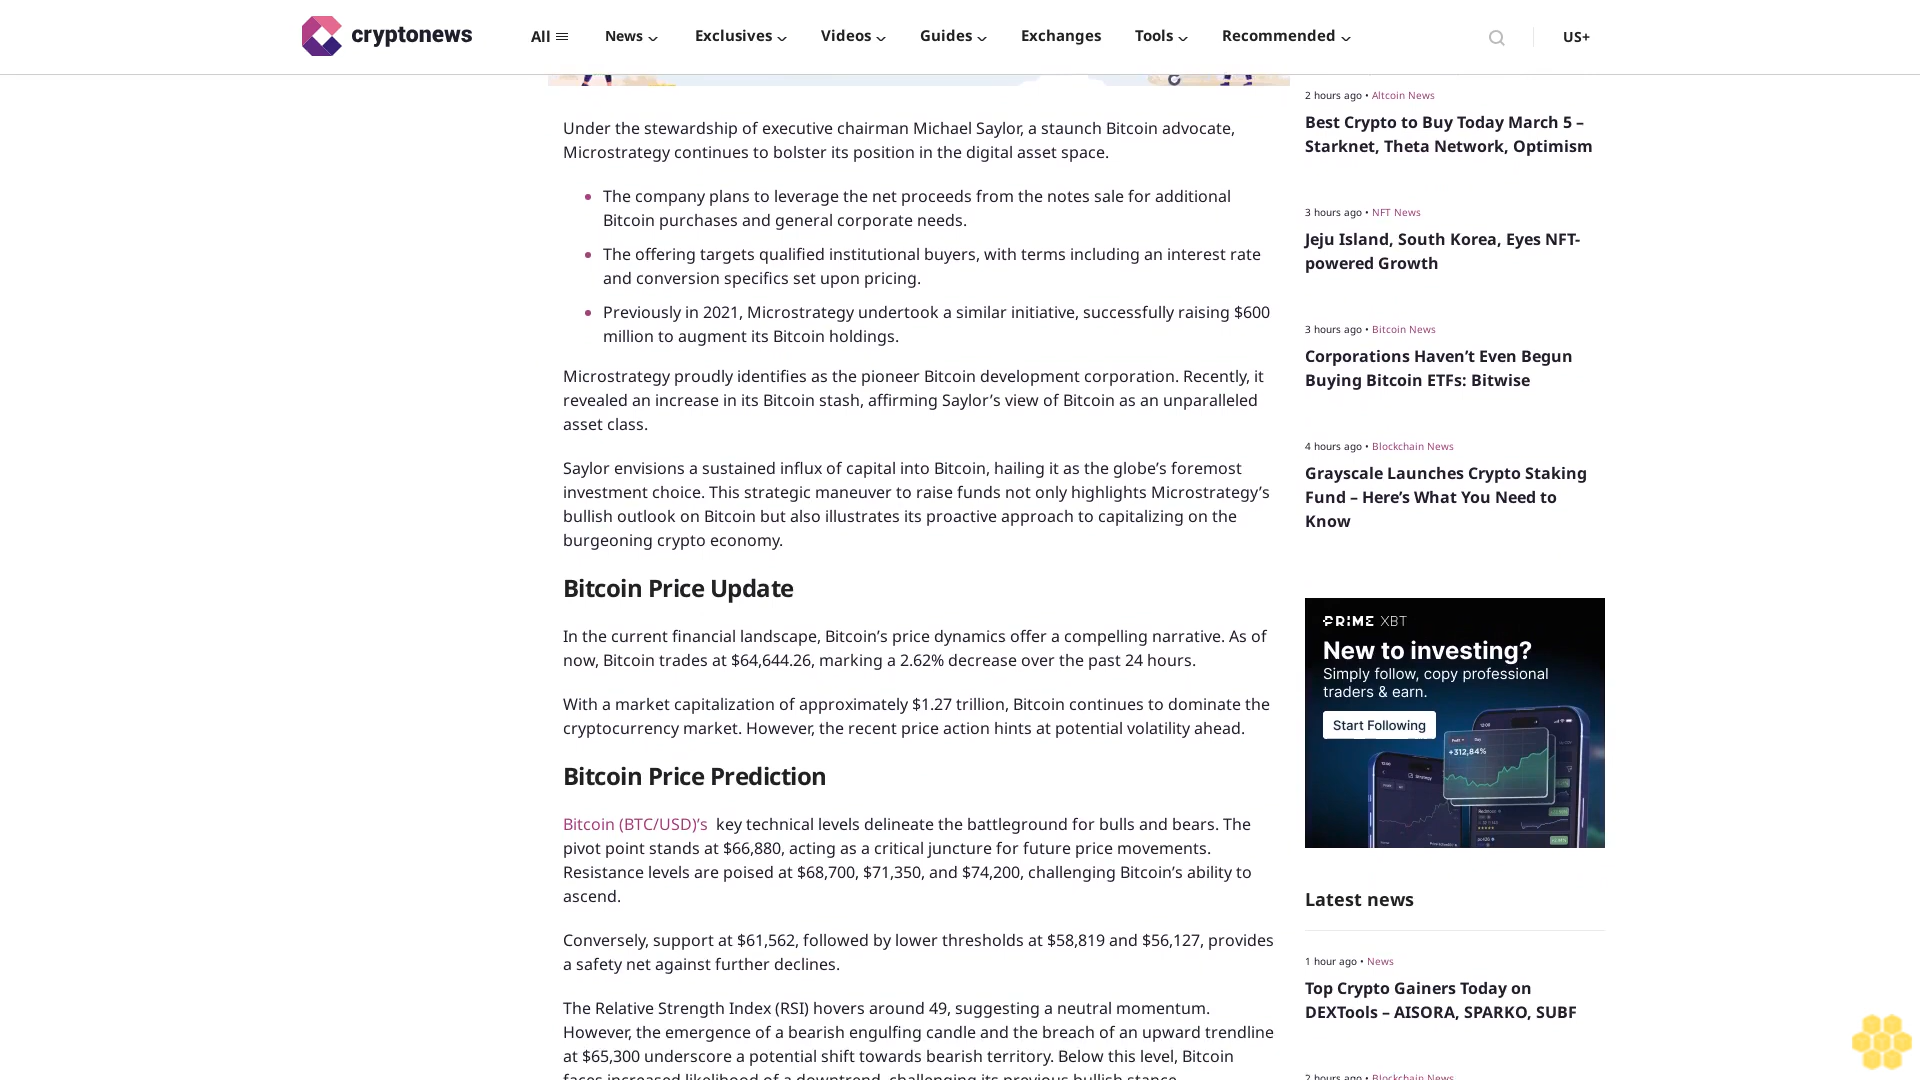 cryptonews
All
News
Exclusives
Videos
Guides
Exchanges
Tools
Recommended
US+
Under the stewardship of executive chairman Michael Saylor, a staunch Bitcoin advocate,
Microstrategy continues to bolster its position in the digital asset space.
The company plans to leverage the net proceeds from the notes sale for additional
Bitcoin purchases and general corporate needs.
The offering targets qualified institutional buyers, with terms including an interest rate
and conversion specifics set upon pricing.
Previously in 2021, Microstrategy undertook a similar initiative, successfully raising $600
million to augment its Bitcoin holdings.
Microstrategy proudly identifies as the pioneer Bitcoin development corporation. Recently, it
revealed an increase in its Bitcoin stash, affirming Saylor’s view of Bitcoin as an unparalleled
asset class.
Saylor envisions a sustained influx of capital into Bitcoin, hailing it as the globe’s foremost
investment choice. This strategic maneuver to raise funds not only highlights Microstrategy’s
bullish outlook on Bitcoin but also illustrates its proactive approach to capitalizing on the
burgeoning crypto economy.
Bitcoin Price Update
In the current financial landscape, Bitcoin’s price dynamics offer a compelling narrative. As of
now, Bitcoin trades at $64,644.26, marking a 2.62% decrease over the past 24 hours.
With a market capitalization of approximately $1.27 trillion, Bitcoin continues to dominate the
cryptocurrency market. However, the recent price action hints at potential volatility ahead.
Bitcoin Price Prediction
Bitcoin (BTC/USD)’s key technical levels delineate the battleground for bulls and bears. The
pivot point stands at $66,880, acting as a critical juncture for future price movements.
Resistance levels are poised at $68,700, $71,350, and $74,200, challenging Bitcoin’s ability to
ascend.
Conversely, support at $61,562, followed by lower thresholds at $58,819 and $56,127, provides
a safety net against further declines.
The Relative Strength Index (RSI) hovers around 49, suggesting a neutral momentum.
However, the emergence of a bearish engulfing candle and the breach of an upward trendline
at $65,300 underscore a potential shift towards bearish territory. Below this level, Bitcoin
faces increased likelihood of a downtrend, challenging its previous bullish stance.
2 hours ago • Altcoin News
Best Crypto to Buy Today March 5 –
Starknet, Theta Network, Optimism
3 hours ago • NFT News
Jeju Island, South Korea, Eyes NFT-
powered Growth
3 hours ago • Bitcoin News
Corporations Haven’t Even Begun
Buying Bitcoin ETFs: Bitwise
4 hours ago • Blockchain News
Grayscale Launches Crypto Staking
Fund – Here’s What You Need to
Know
PRIME XBT
New to investing?
Simply follow, copy professional
traders & earn.
Start Following
+312,84%
Latest news
1 hour ago • News
Top Crypto Gainers Today on
DEXTools – AISORA, SPARKO, SUBF
2 hours ago • Blockchain News